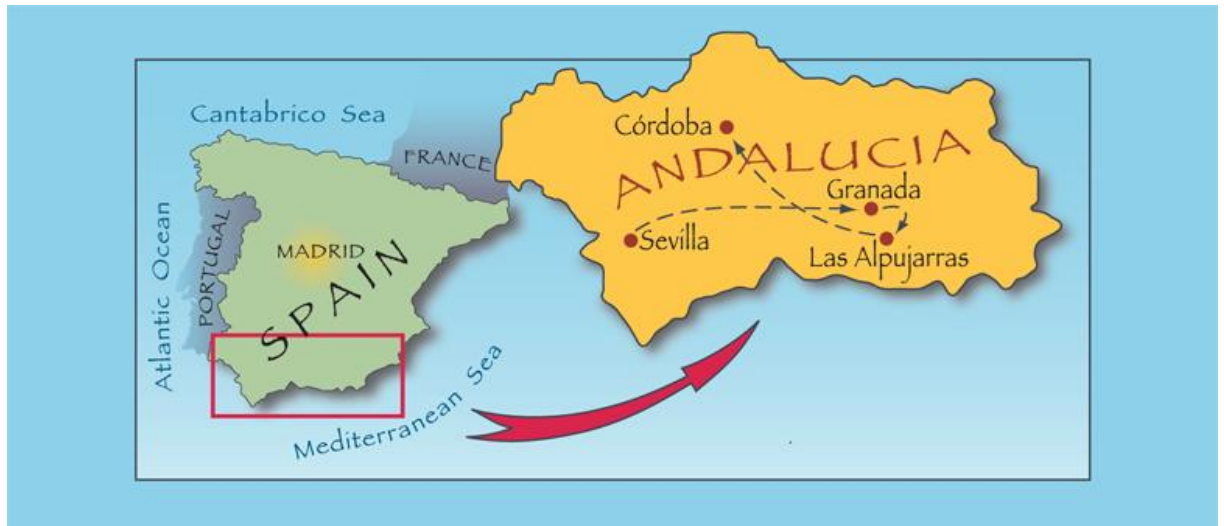 Cantabrico Sea
FRANCE
Atlantic Ocean
PORTUGAL
MADRID
SPAIN
Mediterranean Sea
Córdoba
ANDALUCIA
Granada
Sevilla
Las Alpujarras